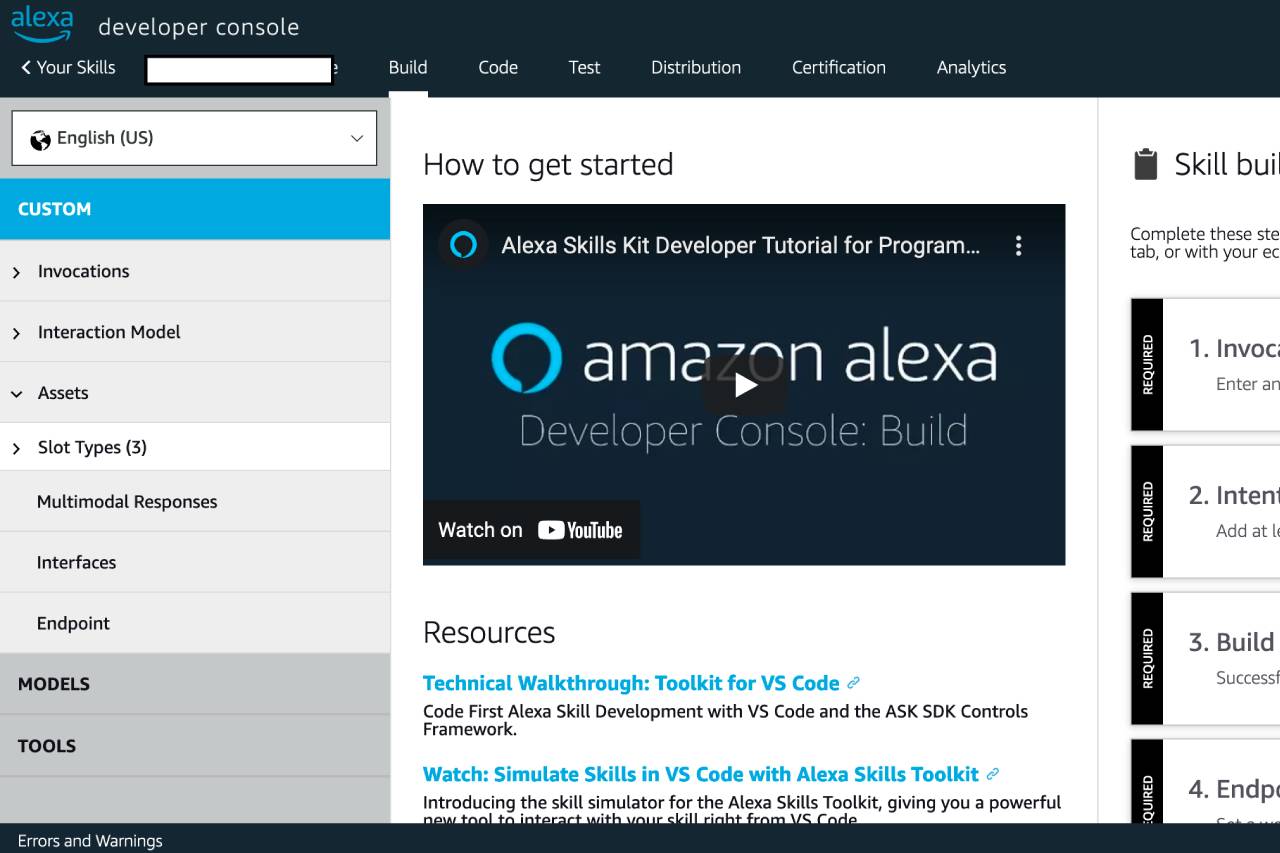 alexa
developer console
Your Skills
Build
Code
Test
Distribution
Certification
Analytics
English (US)
CUSTOM
Invocations
Interaction Model
Assets
Slot Types (3)
Multimodal Responses
Interfaces
Endpoint
MODELS
TOOLS
How to get started
Alexa Skills Kit Developer Tutorial for Program...
amazon alexa
Developer Console: Build
Watch on YouTube
Resources
Technical Walkthrough: Toolkit for VS Code
Code First Alexa Skill Development with VS Code and the ASK SDK Controls
Framework.
Watch: Simulate Skills in VS Code with Alexa Skills Toolkit
Introducing the skill simulator for the Alexa Skills Toolkit, giving you a powerful
new tool to interact with your skill right from VS Code
Skill buil
Complete these ste
tab, or with your ec
REQUIRED
1. Invoca
Enter an
REQUIRED
2. Intent
Add at le
REQUIRED
3. Build
Successf
4. Endpo
Errors and Warnings